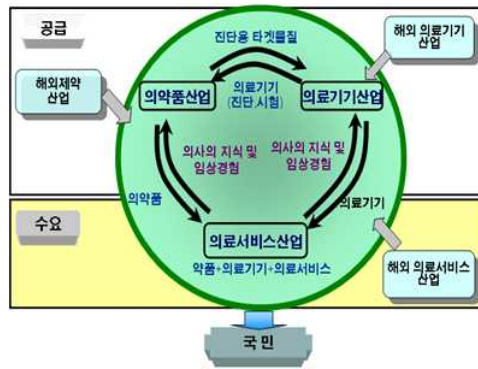 공급
진단용 타겟물질
해외 의료기기
산업
해외제약
산업
의약품산업
의료기기
(진단,시험)
의료기기산업
의사의 지식 및
임상경험
의사의 지식 및
임상경험
의약품
의료기기
수요
의료서비스산업
약품+의료기기+의료서비스
해외 의료서비스
산업
국 민